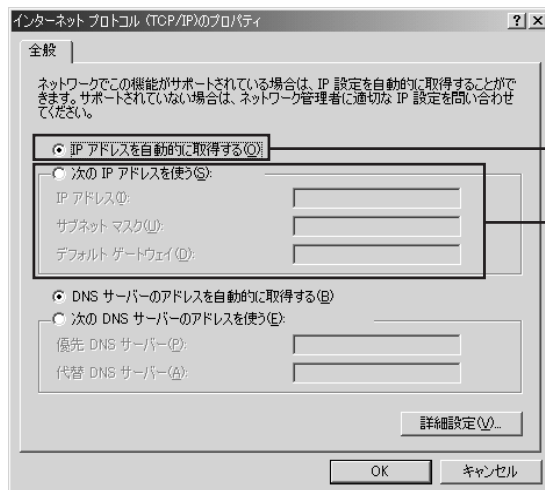 インターネット プロトコル (TCP/IP)のプロパティ
? ×
全般
ネットワークでこの機能がサポートされている場合は、IP 設定を自動的に取得することがで
きます。サポートされていない場合は、ネットワーク管理者に適切な IP 設定を問い合わせ
てください。
IP アドレスを自動的に取得する(O)
次の IP アドレスを使う(S):
IP アドレス(I):
サブネット マスク(U):
デフォルト ゲートウェイ(D):
DNS サーバーのアドレスを自動的に取得する(B)
次の DNS サーバーのアドレスを使う(E):
優先 DNS サーバー(P):
代替 DNS サーバー(A):
詳細設定(V)...
OK
キャンセル